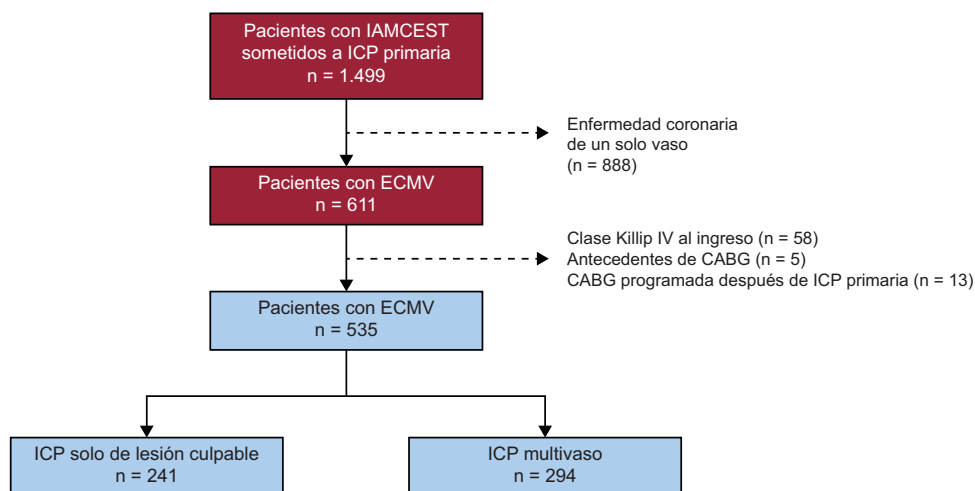 Pacientes con IAMCEST
sometidos a ICP primaria
n = 1.499
Enfermedad coronaria
de un solo vaso
(n = 888)
Pacientes con ECMV
n = 611
Clase Killip IV al ingreso (n = 58)
Antecedentes de CABG (n = 5)
CABG programada después de ICP primaria (n = 13)
Pacientes con ECMV
n = 535
ICP solo de lesión culpable
n = 241
ICP multivaso
n = 294